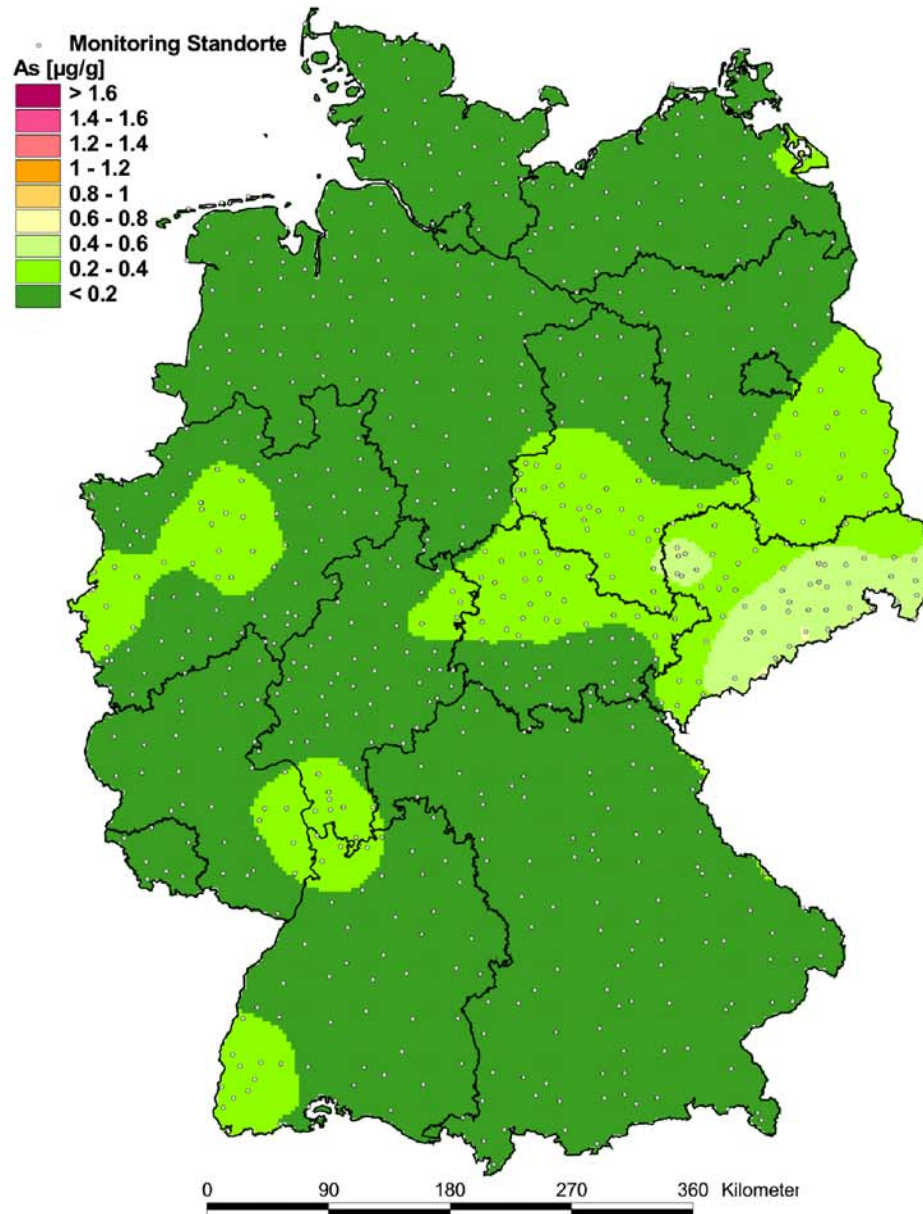 Monitoring Standorte
As [µg/g]
> 1.6
1.4 - 1.6
1.2 - 1.4
1 - 1.2
0.8 - 1
0.6 - 0.8
0.4 - 0.6
0.2 - 0.4
< 0.2
0 90 180 270 360 Kilometer